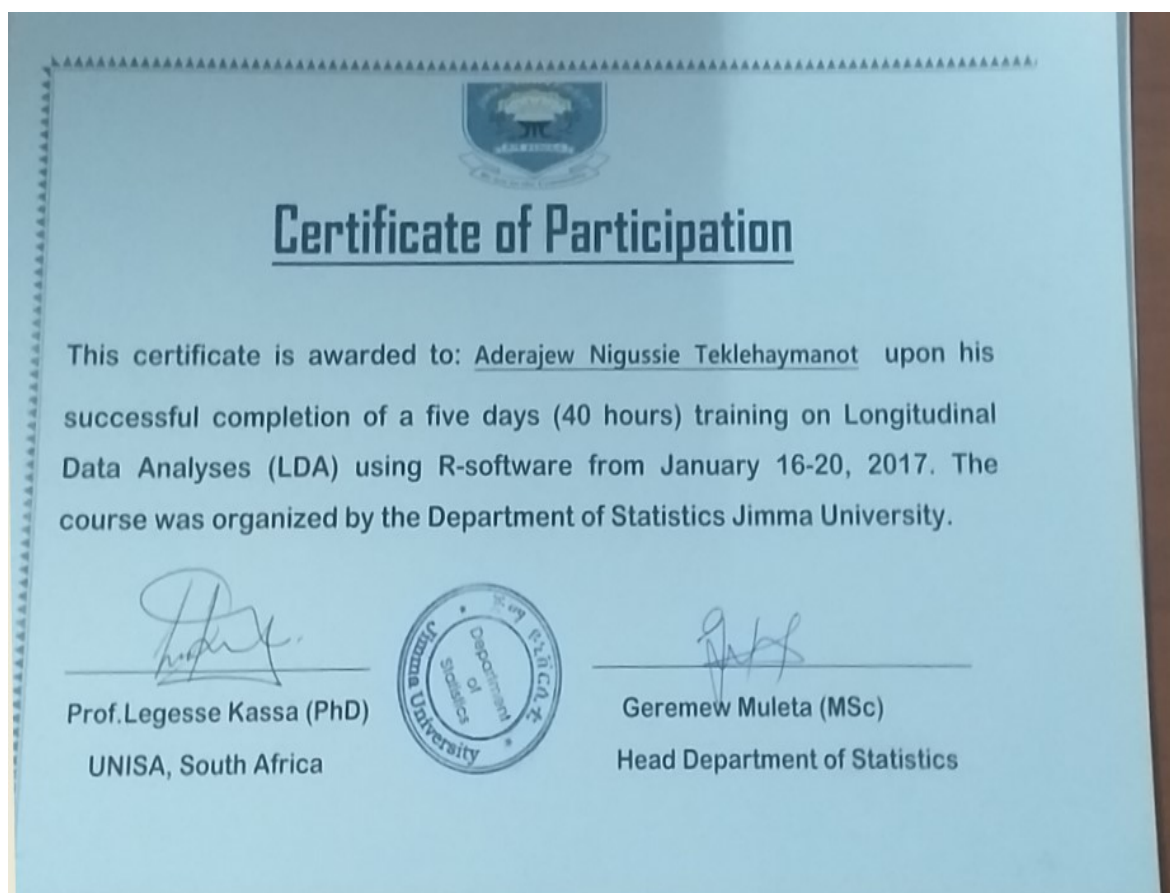 Certificate of Participation
This certificate is awarded to: Aderajew Nigussie Teklehaymanot upon his
successful completion of a five days (40 hours) training on Longitudinal
Data Analyses (LDA) using R-software from January 16-20, 2017. The
course was organized by the Department of Statistics Jimma University.
Prof.Legesse Kassa (PhD)
UNISA, South Africa
Jimma University
Department
of
Statistics
Geremew Muleta (MSc)
Head Department of Statistics